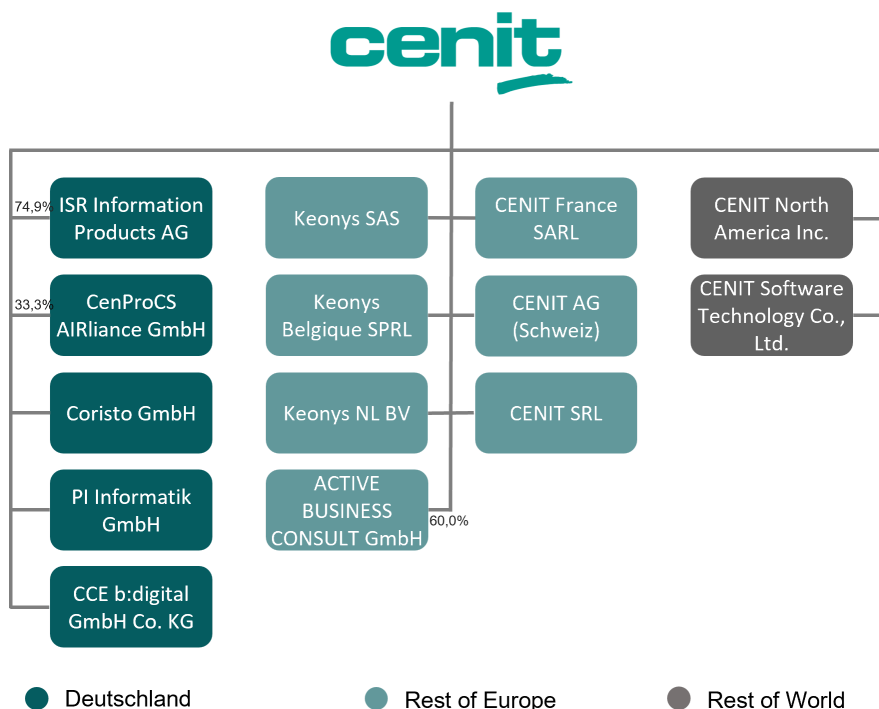 cenit
74,9%
ISR Information
Products AG
33,3%
CenProCS
AIRliance GmbH
Coristo GmbH
PI Informatik
GmbH
CCE b:digital
GmbH Co. KG
Keonys SAS
Keonys
Belgique SPRL
Keonys NL BV
ACTIVE
BUSINESS
CONSULT GmbH
60,0%
CENIT France
SARL
CENIT AG
(Schweiz)
CENIT SRL
CENIT North
America Inc.
CENIT Software
Technology Co.,
Ltd.
Deutschland
Rest of Europe
Rest of World